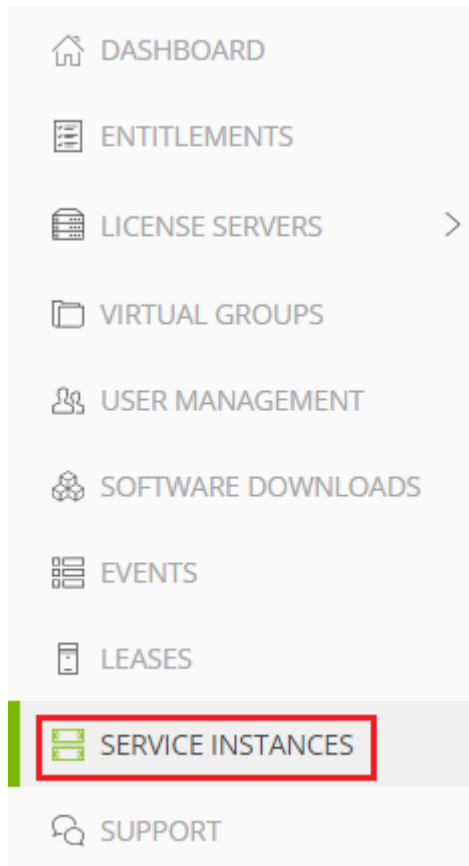 DASHBOARD
ENTITLEMENTS
LICENSE SERVERS
VIRTUAL GROUPS
USER MANAGEMENT
SOFTWARE DOWNLOADS
EVENTS
LEASES
SERVICE INSTANCES
SUPPORT